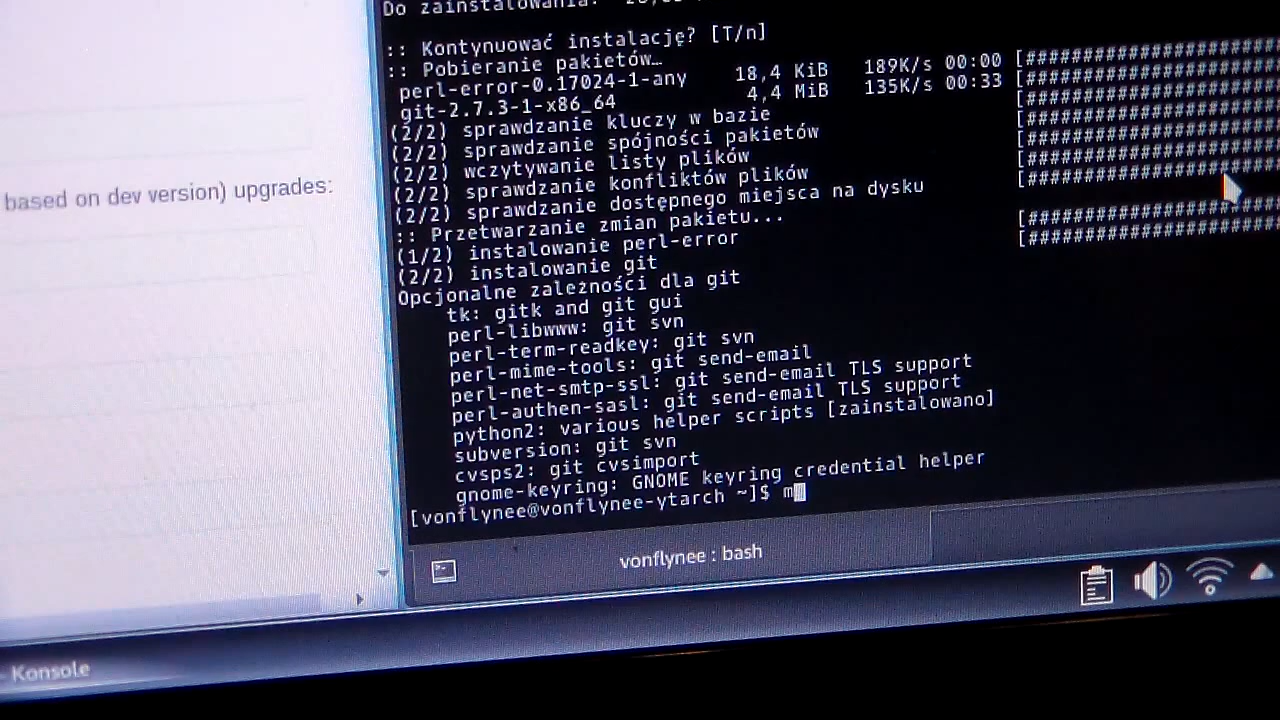 Do zainstalowania:
:: Kontynuować instalację? [T/n]
:: Pobieranie pakietów…
perl-error-0.17024-1-any 18,4 KiB 189K/s 00:00 [##########################
git-2.7.3-1-x86_64 4,4 MiB 135K/s 00:33 [##########################
(2/2) sprawdzanie kluczy w bazie [##########################
(2/2) sprawdzanie spójności pakietów [##########################
(2/2) wczytywanie listy plików [##########################
(2/2) sprawdzanie konfliktów plików [##########################
(2/2) sprawdzanie dostępnego miejsca na dysku [##########################
:: Przetwarzanie zmian pakietu...
(1/2) instalowanie perl-error [##########################
(2/2) instalowanie git [##########################
Opcjonalne zależności dla git
tk: gitk and git gui
perl-libwww: git svn
perl-term-readkey: git svn
perl-mime-tools: git send-email
perl-net-smtp-ssl: git send-email TLS support
perl-authen-sasl: git send-email TLS support
python2: various helper scripts [zainstalowano]
subversion: git svn
cvsps2: git cvsimport
gnome-keyring: GNOME keyring credential helper
[vonflynee@vonflynee-ytarch ~]$ m
based on dev version) upgrades:
vonflynee : bash
- Konsole